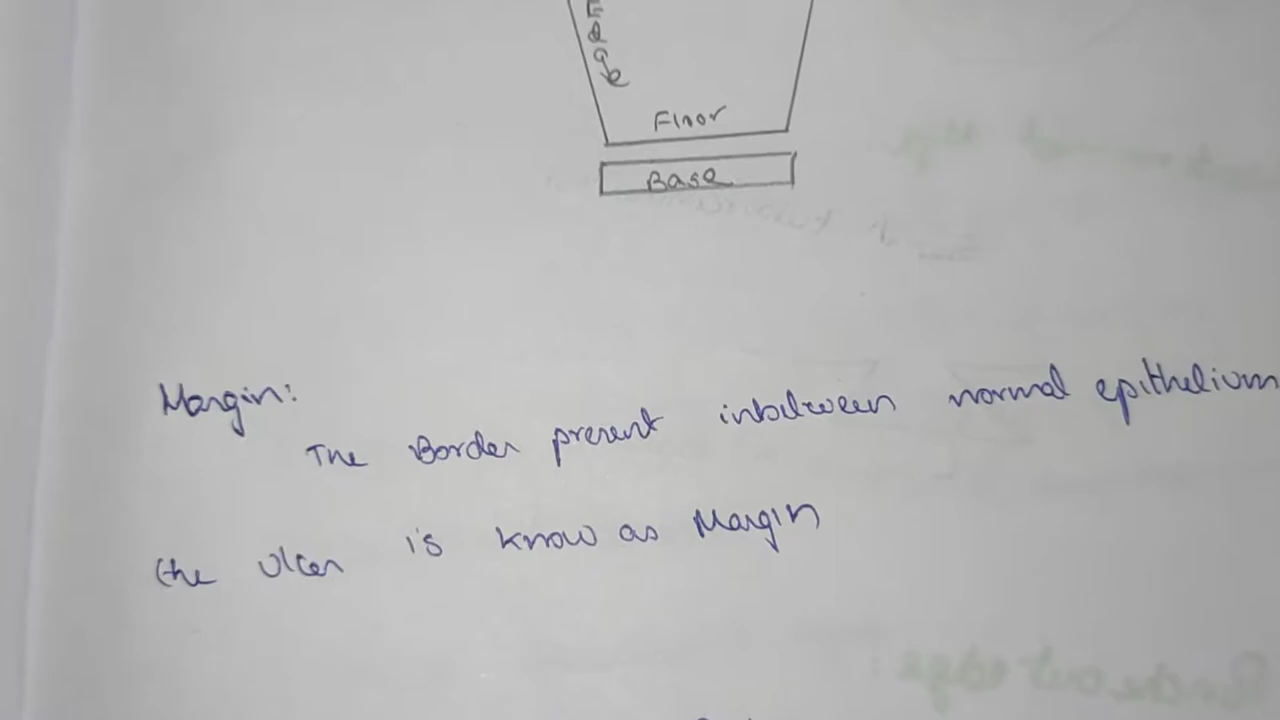 Edge
Floor
Base
Margin:
The Border present inbetween normal epithelium
the ulcer is know as Margin